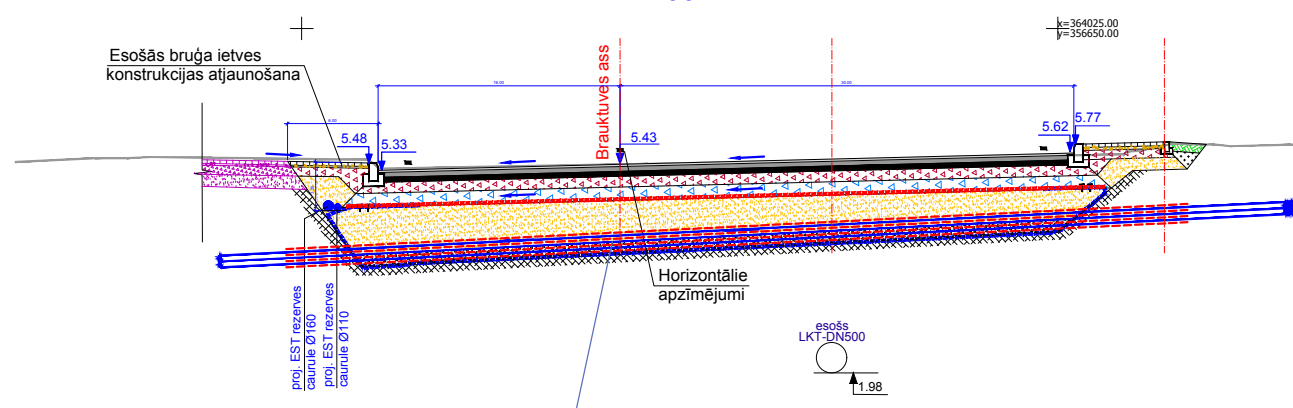 x=364025.00
y=356650.00
Esošās bruģa ietves
konstrukcijas atjaunošana
Brauktuves ass
6.00
5.48
5.33
5.43
5.62
5.77
Horizontālie
apzīmējumi
proj. EST rezerves
caurule Ø160
proj. EST rezerves
caurule Ø110
esošs
LKT-DN500
1.98